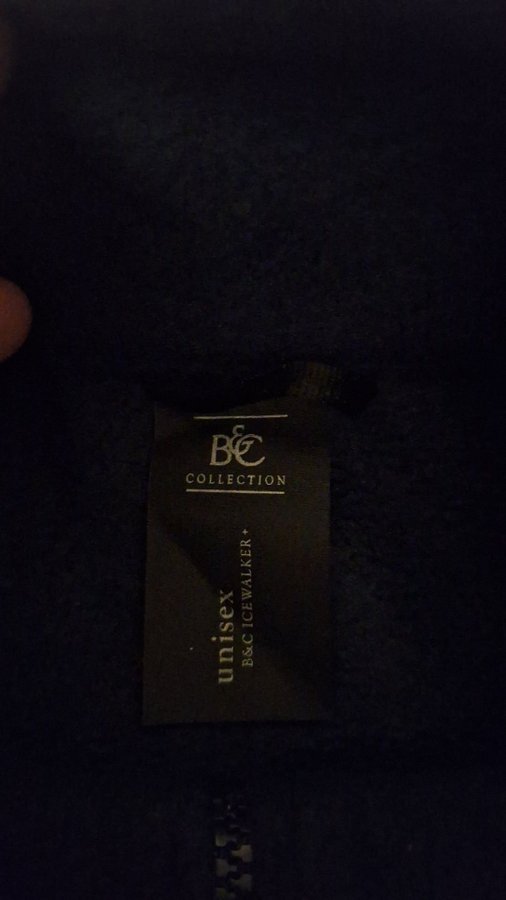 B&C
COLLECTION
unisex
B&C ICEWALKER+